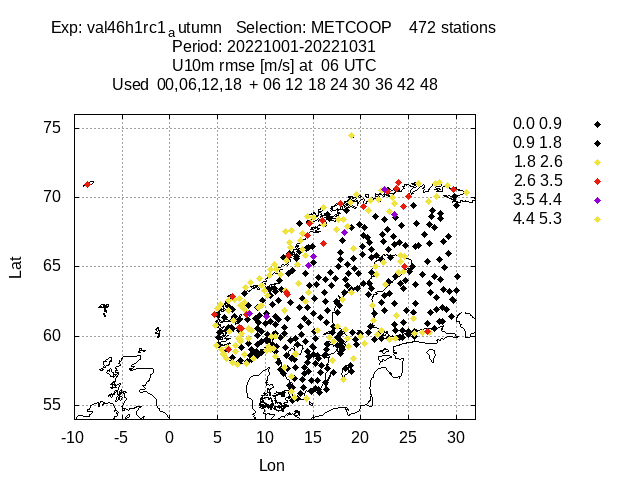 Exp: val46h1rc1autumn Selection: METCOOP 472 stations
Period: 20221001-20221031
U10m rmse [m/s] at 06 UTC
Used 00,06,12,18 + 06 12 18 24 30 36 42 48
75
70
65
60
55
Lat
-10 -5 0 5 10 15 20 25 30
Lon
0.0 0.9
0.9 1.8
1.8 2.6
2.6 3.5
3.5 4.4
4.4 5.3